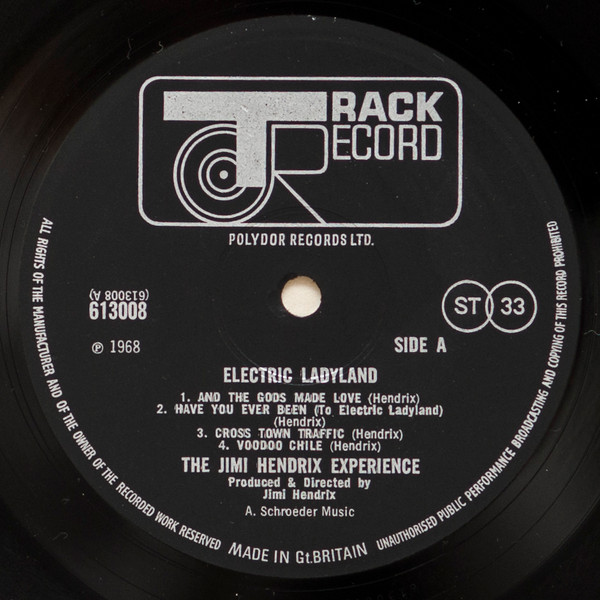 TRACK
RECORD
POLYDOR RECORDS LTD.
(613008 A)
613008
ST 33
℗ 1968
SIDE A
ELECTRIC LADYLAND
1. AND THE GODS MADE LOVE (Hendrix)
2. HAVE YOU EVER BEEN (To Electric Ladyland)
(Hendrix)
3. CROSS TOWN TRAFFIC (Hendrix)
4. VOODOO CHILE (Hendrix)
THE JIMI HENDRIX EXPERIENCE
Produced & Directed by
Jimi Hendrix
A. Schroeder Music
ALL RIGHTS OF THE MANUFACTURER AND OF THE OWNER OF THE RECORDED WORK RESERVED
MADE IN Gt.BRITAIN
UNAUTHORISED PUBLIC PERFORMANCE BROADCASTING AND COPYING OF THIS RECORD PROHIBITED